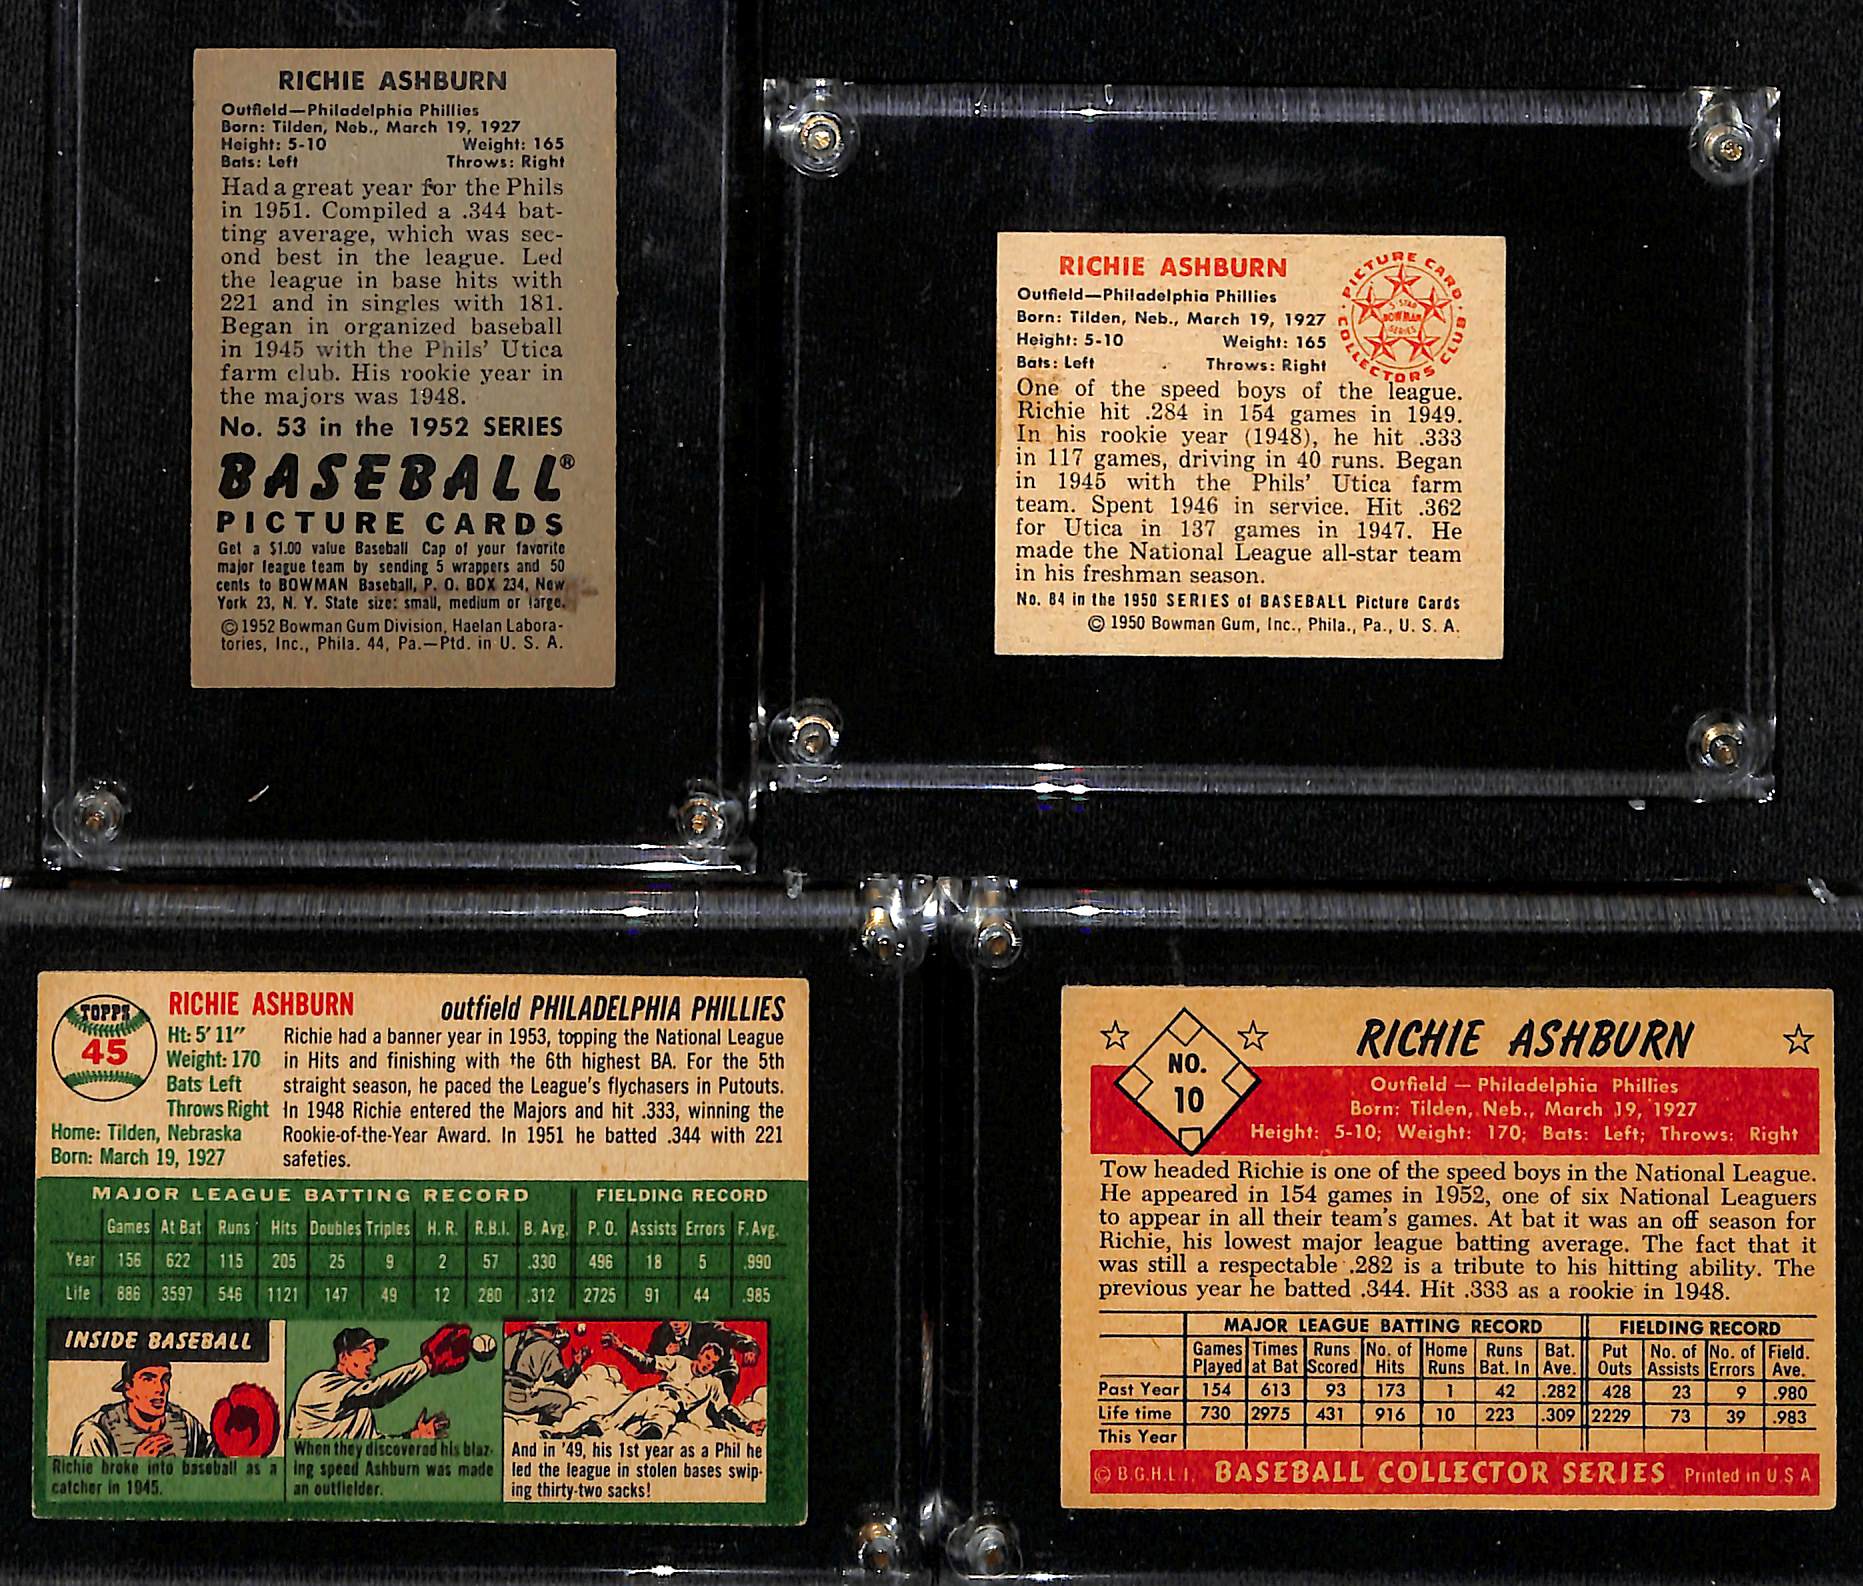 RICHIE ASHBURN
Outfield—Philadelphia Phillies
Born: Tilden, Neb., March 19, 1927
Height: 5-10 Weight: 165
Bats: Left Throws: Right
Had a great year for the Phils
in 1951. Compiled a .344 bat-
ting average, which was sec-
ond best in the league. Led
the league in base hits with
221 and in singles with 181.
Began in organized baseball
in 1945 with the Phils' Utica
farm club. His rookie year in
the majors was 1948.
No. 53 in the 1952 SERIES
BASEBALL®
PICTURE CARDS
Get a $1.00 value Baseball Cap of your favorite
major league team by sending 5 wrappers and 50
cents to BOWMAN Baseball, P. O. BOX 234, New
York 23, N. Y. State size: small, medium or large.
© 1952 Bowman Gum Division, Haelan Labora-
tories, Inc., Phila. 44, Pa.—Ptd. in U. S. A.
RICHIE ASHBURN
Outfield—Philadelphia Phillies
Born: Tilden, Neb., March 19, 1927
Height: 5-10 Weight: 165
Bats: Left Throws: Right
PICTURE CARD
COLLECTORS CLUB
5 STAR
BOWMAN
SERIES
One of the speed boys of the league.
Richie hit .284 in 154 games in 1949.
In his rookie year (1948), he hit .333
in 117 games, driving in 40 runs. Began
in 1945 with the Phils' Utica farm
team. Spent 1946 in service. Hit .362
for Utica in 137 games in 1947. He
made the National League all-star team
in his freshman season.
No. 84 in the 1950 SERIES of BASEBALL Picture Cards
© 1950 Bowman Gum, Inc., Phila., Pa., U. S. A.
TOPPS
45
RICHIE ASHBURN outfield PHILADELPHIA PHILLIES
Ht: 5' 11"
Weight: 170
Bats Left
Throws Right
Home: Tilden, Nebraska
Born: March 19, 1927
Richie had a banner year in 1953, topping the National League
in Hits and finishing with the 6th highest BA. For the 5th
straight season, he paced the League's flychasers in Putouts.
In 1948 Richie entered the Majors and hit .333, winning the
Rookie-of-the-Year Award. In 1951 he batted .344 with 221
safeties.
MAJOR LEAGUE BATTING RECORD FIELDING RECORD
Games At Bat Runs Hits Doubles Triples H. R. R.B.I. B. Avg. P. O. Assists Errors F. Avg.
Year 156 622 115 205 25 9 2 57 .330 496 18 5 .990
Life 886 3597 546 1121 147 49 12 280 .312 2725 91 44 .985
INSIDE BASEBALL
Richie broke into baseball as a
catcher in 1945.
When they discovered his blaz-
ing speed Ashburn was made
an outfielder.
And in '49, his 1st year as a Phil he
led the league in stolen bases swip-
ing thirty-two sacks!
NO.
10
RICHIE ASHBURN
Outfield — Philadelphia Phillies
Born: Tilden, Neb., March 19, 1927
Height: 5-10; Weight: 170; Bats: Left; Throws: Right
Tow headed Richie is one of the speed boys in the National League.
He appeared in 154 games in 1952, one of six National Leaguers
to appear in all their team's games. At bat it was an off season for
Richie, his lowest major league batting average. The fact that it
was still a respectable .282 is a tribute to his hitting ability. The
previous year he batted .344. Hit .333 as a rookie in 1948.
MAJOR LEAGUE BATTING RECORD FIELDING RECORD
Games Times Runs No. of Home Runs Bat. Put No. of No. of Field.
Played at Bat Scored Hits Runs Bat. In Ave. Outs Assists Errors Ave.
Past Year 154 613 93 173 1 42 .282 428 23 9 .980
Life time 730 2975 431 916 10 223 .309 2229 73 39 .983
This Year
© B.G.H.L.I. BASEBALL COLLECTOR SERIES Printed in U.S.A